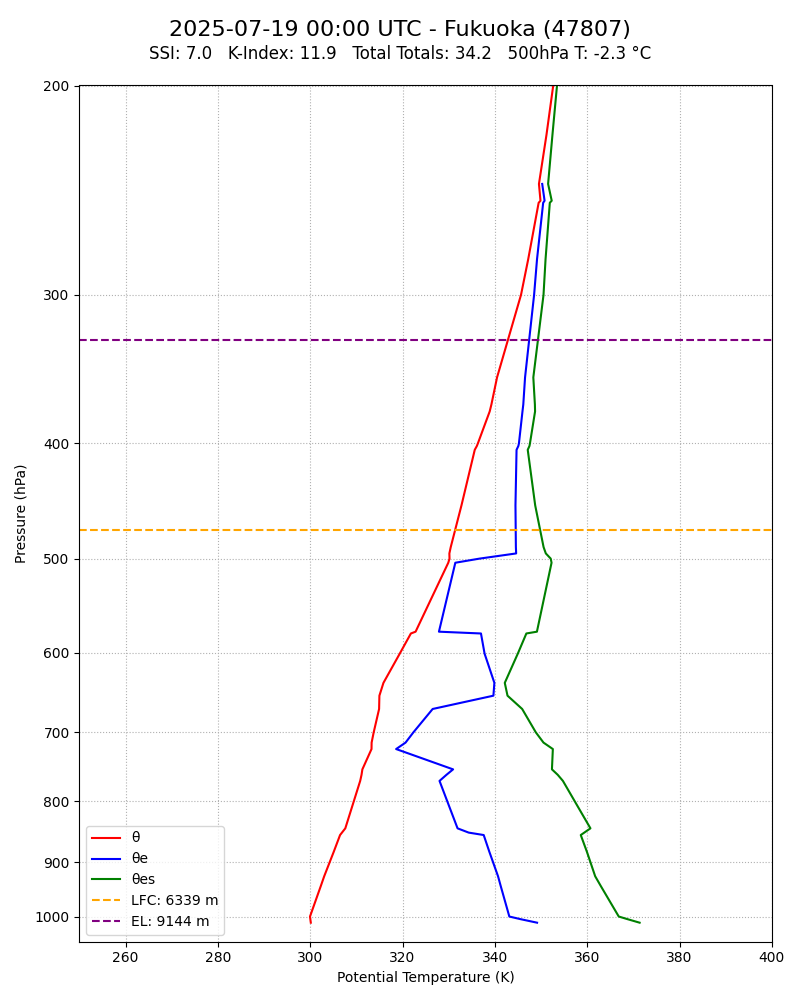 2025-07-19 00:00 UTC - Fukuoka (47807)
SSI: 7.0   K-Index: 11.9   Total Totals: 34.2   500hPa T: -2.3 °C
200
300
400
500
600
700
800
900
1000
Pressure (hPa)
θ
θe
θes
LFC: 6339 m
EL: 9144 m
260 280 300 320 340 360 380 400
Potential Temperature (K)